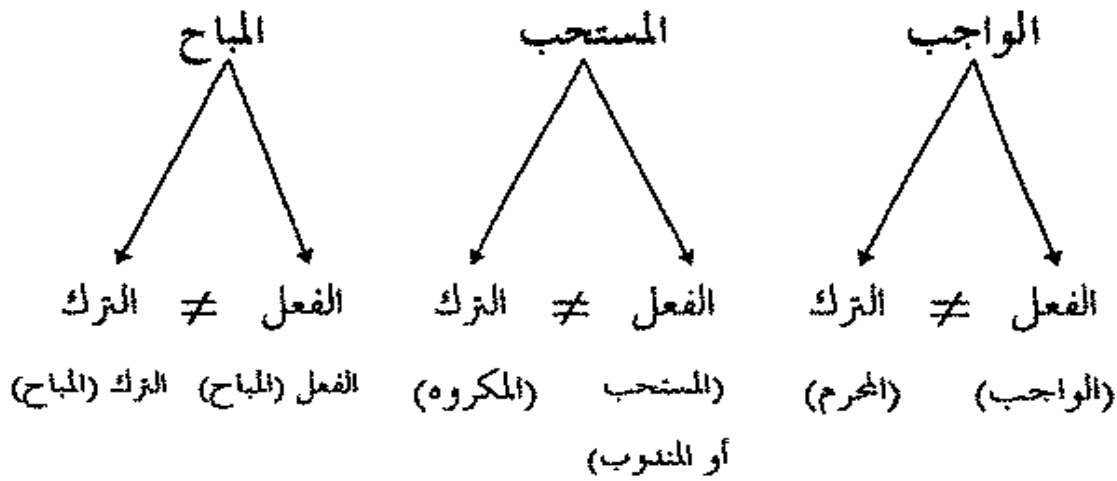 الواجب المستحب المباح
الفعل ≠ الترك الفعل ≠ الترك الفعل ≠ الترك
(الواجب) (المحرم) (المستحب (المكروه) الفعل (المباح) الترك (المباح)
أو المندوب)